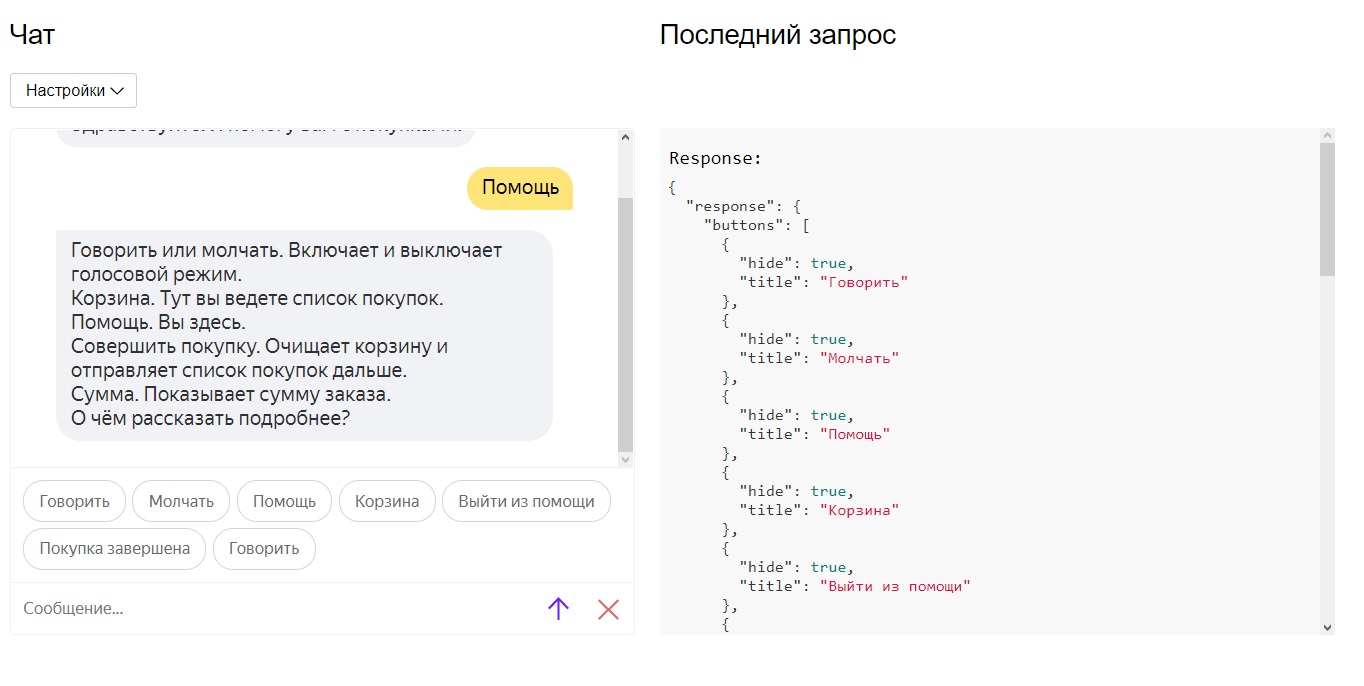 Чат
Настройки
Помощь
Говорить или молчать. Включает и выключает
голосовой режим.
Корзина. Тут вы ведете список покупок.
Помощь. Вы здесь.
Совершить покупку. Очищает корзину и
отправляет список покупок дальше.
Сумма. Показывает сумму заказа.
О чём рассказать подробнее?
Говорить
Молчать
Помощь
Корзина
Выйти из помощи
Покупка завершена
Говорить
Сообщение...
Последний запрос
Response:
{
"response": {
"buttons": [
{
"hide": true,
"title": "Говорить"
},
{
"hide": true,
"title": "Молчать"
},
{
"hide": true,
"title": "Помощь"
},
{
"hide": true,
"title": "Корзина"
},
{
"hide": true,
"title": "Выйти из помощи"
},
{